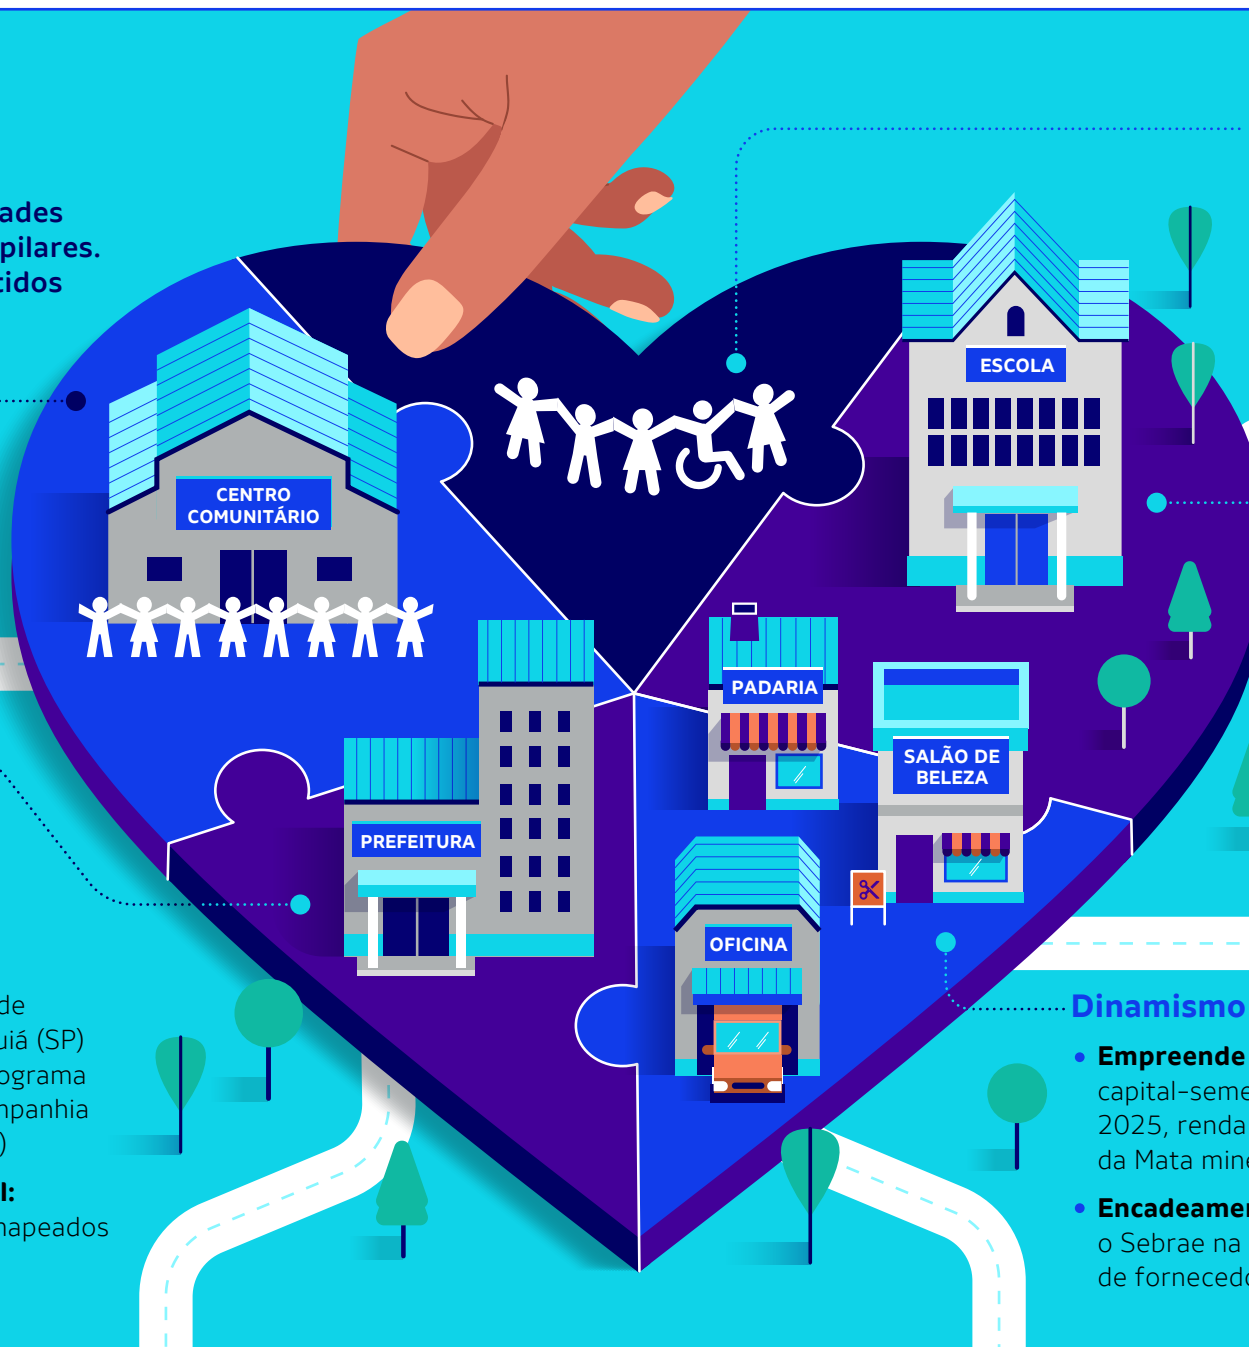 ades
pilares.
tidos
ESCOLA
CENTRO
COMUNITÁRIO
PADARIA
SALÃO DE
BELEZA
PREFEITURA
OFICINA
de
uiá (SP)
ograma
mpanhia
)
l:
napeados
Dinamismo
• Empreende
capital-seme
2025, renda
da Mata mine
• Encadeamer
o Sebrae na
de fornecedo